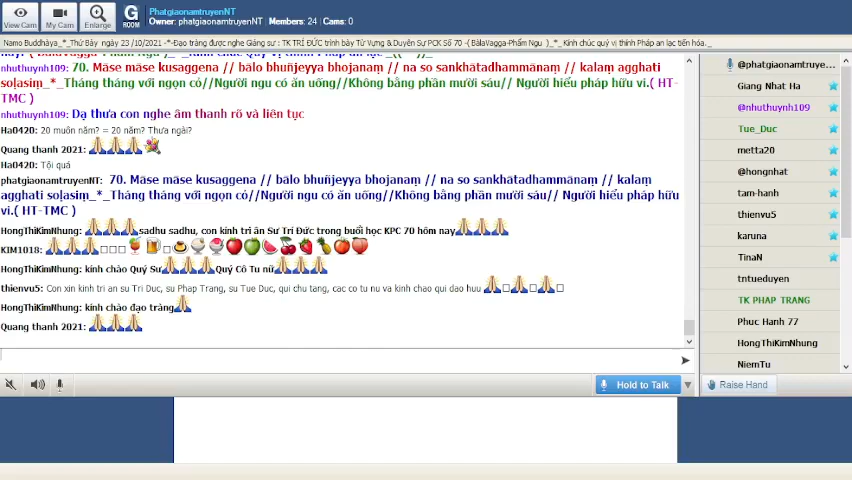 PhatgiaonamtruyenNT
Owner: phatgiaonamtruyenNT Members: 24 Cams: 0
View Cam My Cam Enlarge G ROOM
Namo Buddhàya_*_Thứ Bảy ngày 23 /10/2021 -*-Đạo tràng được nghe Giảng sư : TK TRÍ ĐỨC trình bày Từ Vựng & Duyên Sự PCK Số 70 -(BàlaVagga-Phẩm Ngu )_*_ Kính chúc quý vị thính Pháp an lạc tiến hóa._
nhuthuynh109: 70. Māse māse kusaggena // bālo bhuñjeyya bhojanaṃ // na so saṅkhātadhammānaṃ // kalaṃ agghati
soḷasiṃ_*_Tháng tháng với ngọn cỏ//Người ngu có ăn uống//Không bằng phần mười sáu// Người hiểu pháp hữu vi.( HT-
TMC )
nhuthuynh109: Dạ thưa con nghe âm thanh rõ và liên tục
Ha0420: 20 muôn năm? = 20 năm? Thưa ngài?
Quang thanh 2021:
Ha0420: Tội quá
phatgiaonamtruyenNT: 70. Māse māse kusaggena // bālo bhuñjeyya bhojanaṃ // na so saṅkhātadhammānaṃ // kalaṃ
agghati soḷasiṃ_*_Tháng tháng với ngọn cỏ//Người ngu có ăn uống//Không bằng phần mười sáu// Người hiểu pháp hữu
vi.( HT-TMC )
HongThiKimNhung: sadhu sadhu, con kính tri ân Sư Trí Đức trong buổi học KPC 70 hôm nay
KIM1018:
HongThiKimNhung: kính chào Quý Sư Quý Cô Tu nữ
thienvu5: Con xin kinh tri an su Tri Duc, su Phap Trang, su Tue Duc, qui chu tang, cac co tu nu va kinh chao qui dao huu
HongThiKimNhung: kính chào đạo tràng
Quang thanh 2021:
Hold to Talk
Raise Hand
@phatgiaonamtruye...
Giang Nhat Ha
@nhuthuynh109
Tue_Duc
metta20
@hongnhat
tam-hanh
thienvu5
karuna
TinaN
tntueduyen
TK PHAP TRANG
Phuc Hanh 77
HongThiKimNhung
NiemTu